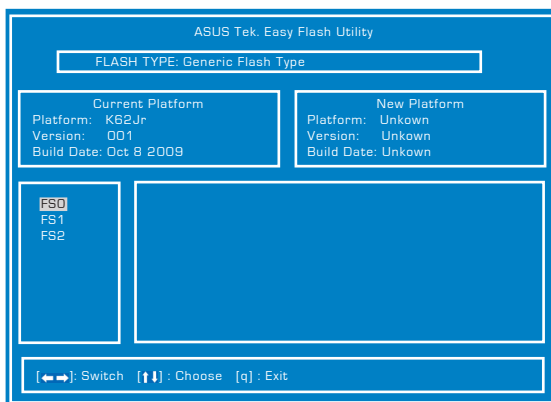 ASUS Tek. Easy Flash Utility
FLASH TYPE: Generic Flash Type
Current Platform
Platform: K62Jr
Version: 001
Build Date: Oct 8 2009
New Platform
Platform: Unkown
Version: Unkown
Build Date: Unkown
FS0
FS1
FS2
[←→]: Switch [↑↓] : Choose [q] : Exit